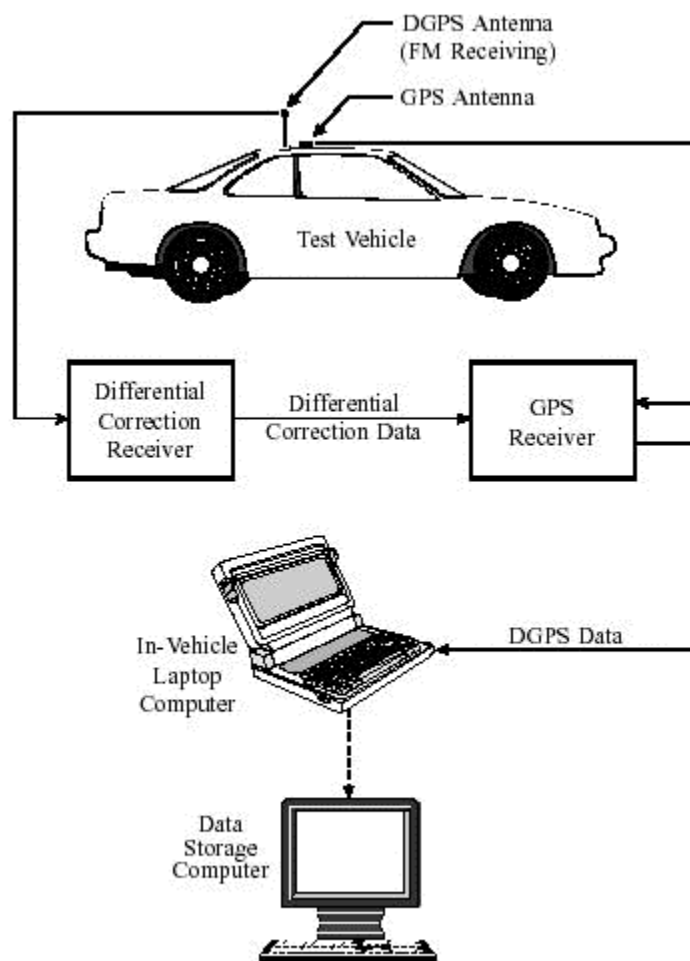 DGPS Antenna
(FM Receiving)
GPS Antenna
Test Vehicle
Differential
Correction
Receiver
Differential
Correction Data
GPS
Receiver
In-Vehicle
Laptop
Computer
DGPS Data
Data
Storage
Computer